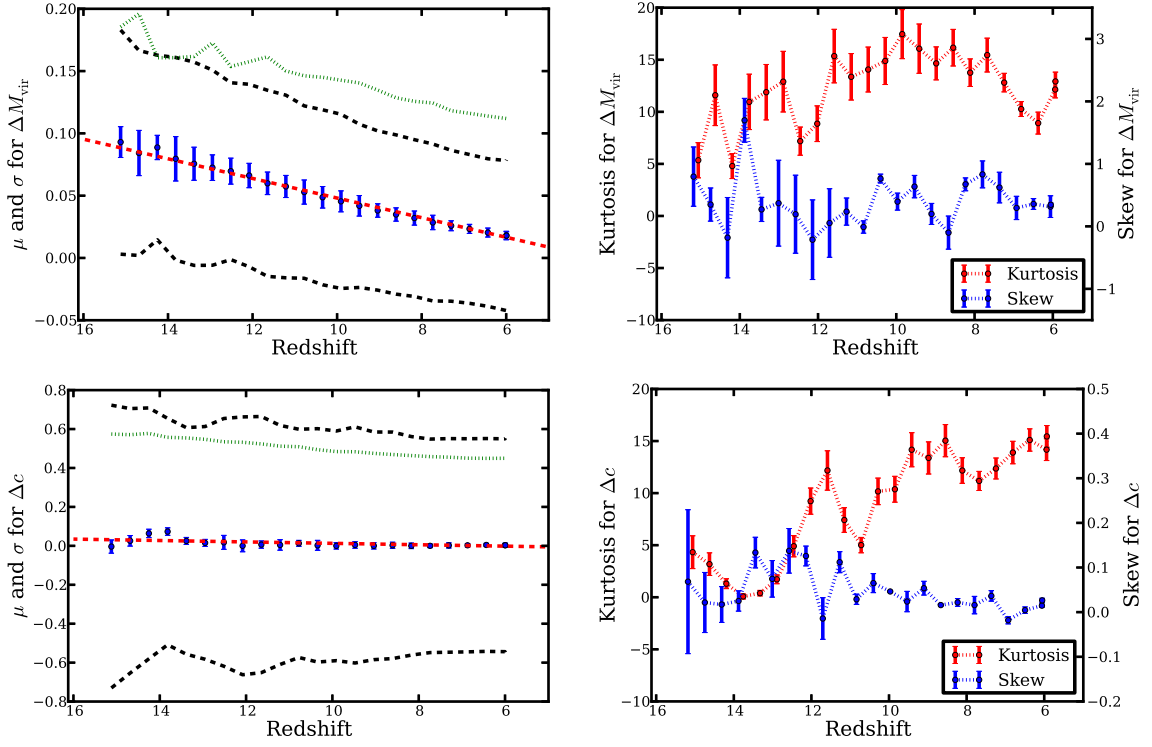 0.20
0.15
0.10
0.05
0.00
−0.05
μ and σ for ΔM_vir
16 14 12 10 8 6
Redshift
20
15
10
5
0
−5
−10
Kurtosis for ΔM_vir
3
2
1
0
−1
Skew for ΔM_vir
Kurtosis
Skew
16 14 12 10 8 6
Redshift
0.8
0.6
0.4
0.2
0.0
−0.2
−0.4
−0.6
−0.8
μ and σ for Δc
16 14 12 10 8 6
Redshift
20
15
10
5
0
−5
−10
Kurtosis for Δc
0.5
0.4
0.3
0.2
0.1
0.0
−0.1
−0.2
Skew for Δc
Kurtosis
Skew
16 14 12 10 8 6
Redshift